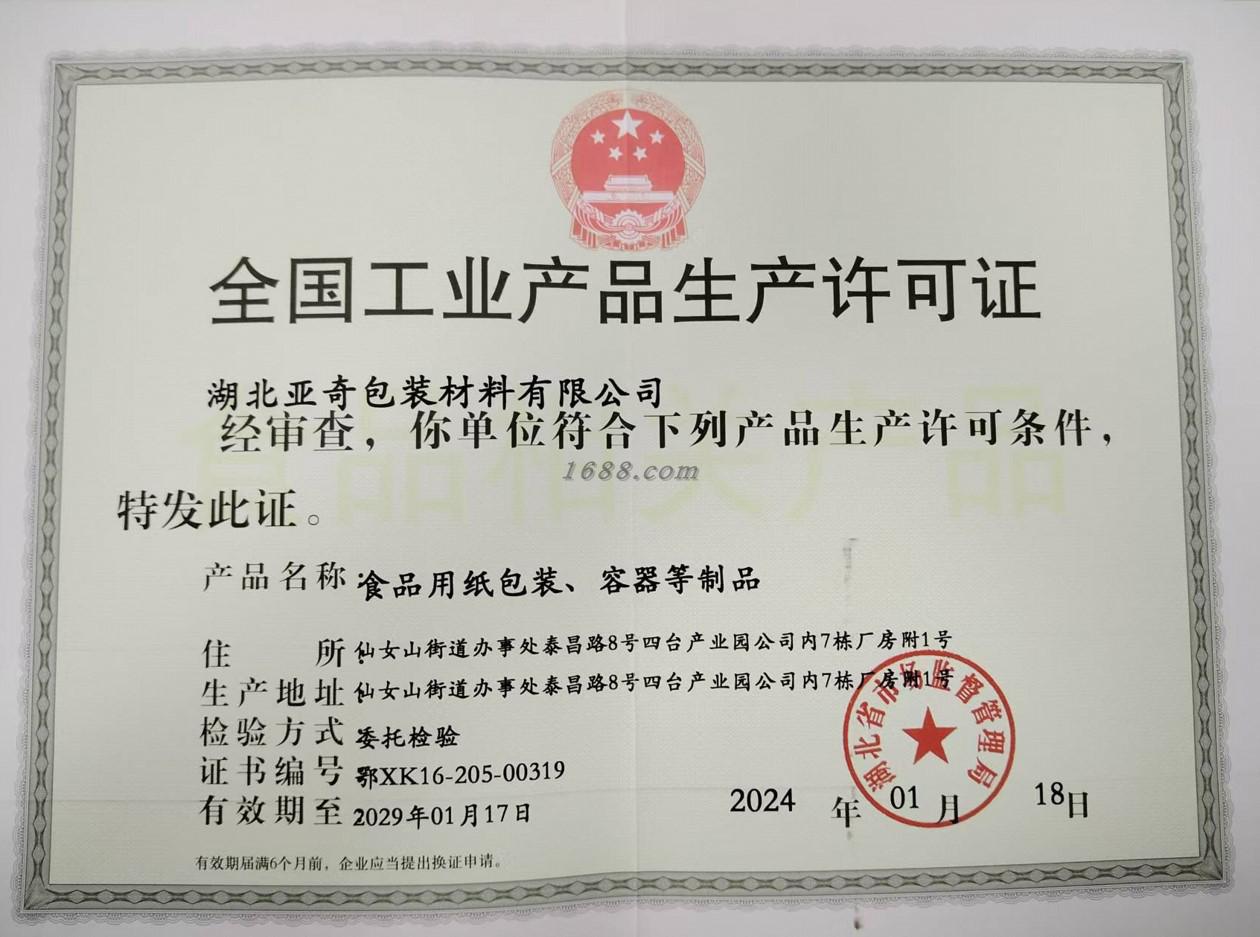 全国工业产品生产许可证
湖北亚奇包装材料有限公司
经审查，你单位符合下列产品生产许可条件，
食品相关产品
1688.com
特发此证。
产品名称 食品用纸包装、容器等制品
住所 仙女山街道办事处泰昌路8号四台产业园公司内7栋厂房附1号
生产地址 仙女山街道办事处泰昌路8号四台产业园公司内7栋厂房附1号
检验方式 委托检验
证书编号 鄂XK16-205-00319
有效期至 2029年01月17日
湖北省市场监督管理局
2024 年 01 月 18日
有效期届满6个月前，企业应当提出换证申请。